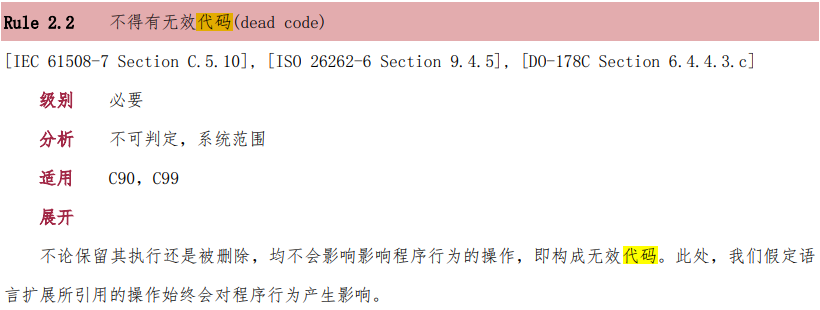 Rule 2.2 不得有无效代码(dead code)
[IEC 61508-7 Section C.5.10], [ISO 26262-6 Section 9.4.5], [DO-178C Section 6.4.4.3.c]
级别 必要
分析 不可判定，系统范围
适用 C90，C99
展开
不论保留其执行还是被删除，均不会影响影响程序行为的操作，即构成无效代码。此处，我们假定语
言扩展所引用的操作始终会对程序行为产生影响。